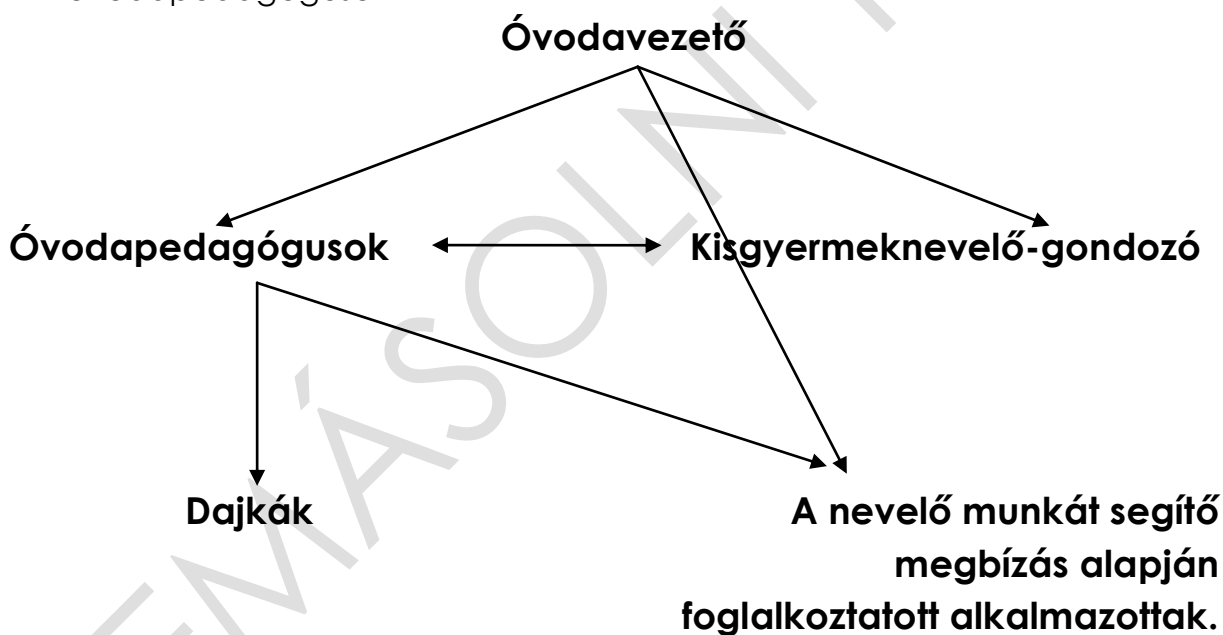 Óvodavezető
Óvodapedagógusok Kisgyermeknevelő-gondozó
Dajkák
A nevelő munkát segítő
megbízás alapján
foglalkoztatott alkalmazottak.